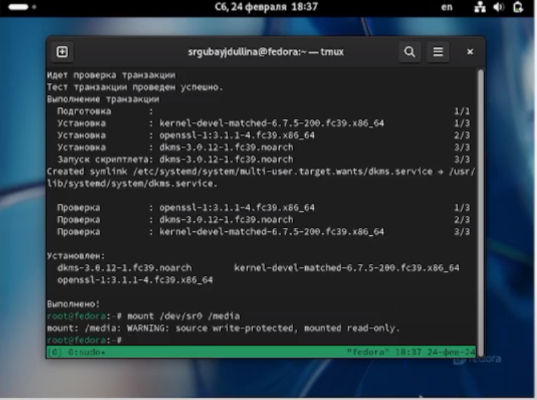 Сб, 24 февраля 18:37
en
srgubayjdullina@fedora:~ — tmux
Идет проверка транзакции
Тест транзакции проведен успешно.
Выполнение транзакции
Подготовка : 1/1
Установка : kernel-devel-matched-6.7.5-200.fc39.x86_64 1/3
Установка : openssl-1:3.1.1-4.fc39.x86_64 2/3
Установка : dkms-3.0.12-1.fc39.noarch 3/3
Запуск скриптлета: dkms-3.0.12-1.fc39.noarch 3/3
Created symlink /etc/systemd/system/multi-user.target.wants/dkms.service → /usr/
lib/systemd/system/dkms.service.
Проверка : openssl-1:3.1.1-4.fc39.x86_64 1/3
Проверка : dkms-3.0.12-1.fc39.noarch 2/3
Проверка : kernel-devel-matched-6.7.5-200.fc39.x86_64 3/3
Установлен:
dkms-3.0.12-1.fc39.noarch kernel-devel-matched-6.7.5-200.fc39.x86_64
openssl-1:3.1.1-4.fc39.x86_64
Выполнено!
root@fedora:~# mount /dev/sr0 /media
mount: /media: WARNING: source write-protected, mounted read-only.
root@fedora:~#
[0] 0:sudo* "fedora" 18:37 24-фев-24
fedora